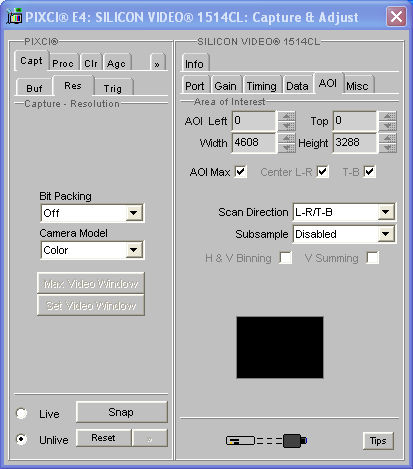 PIXCI® E4: SILICON VIDEO® 1514CL: Capture & Adjust
PIXCI®
Capt Proc Clr Agc »
Buf Res Trig
Capture - Resolution
Bit Packing
Off
Camera Model
Color
Max Video Window
Set Video Window
Live
Snap
Unlive
Reset »
SILICON VIDEO® 1514CL
Info
Port Gain Timing Data AOI Misc
Area of Interest
AOI Left 0 Top 0
Width 4608 Height 3288
AOI Max Center L-R T-B
Scan Direction L-R/T-B
Subsample Disabled
H & V Binning V Summing
Tips